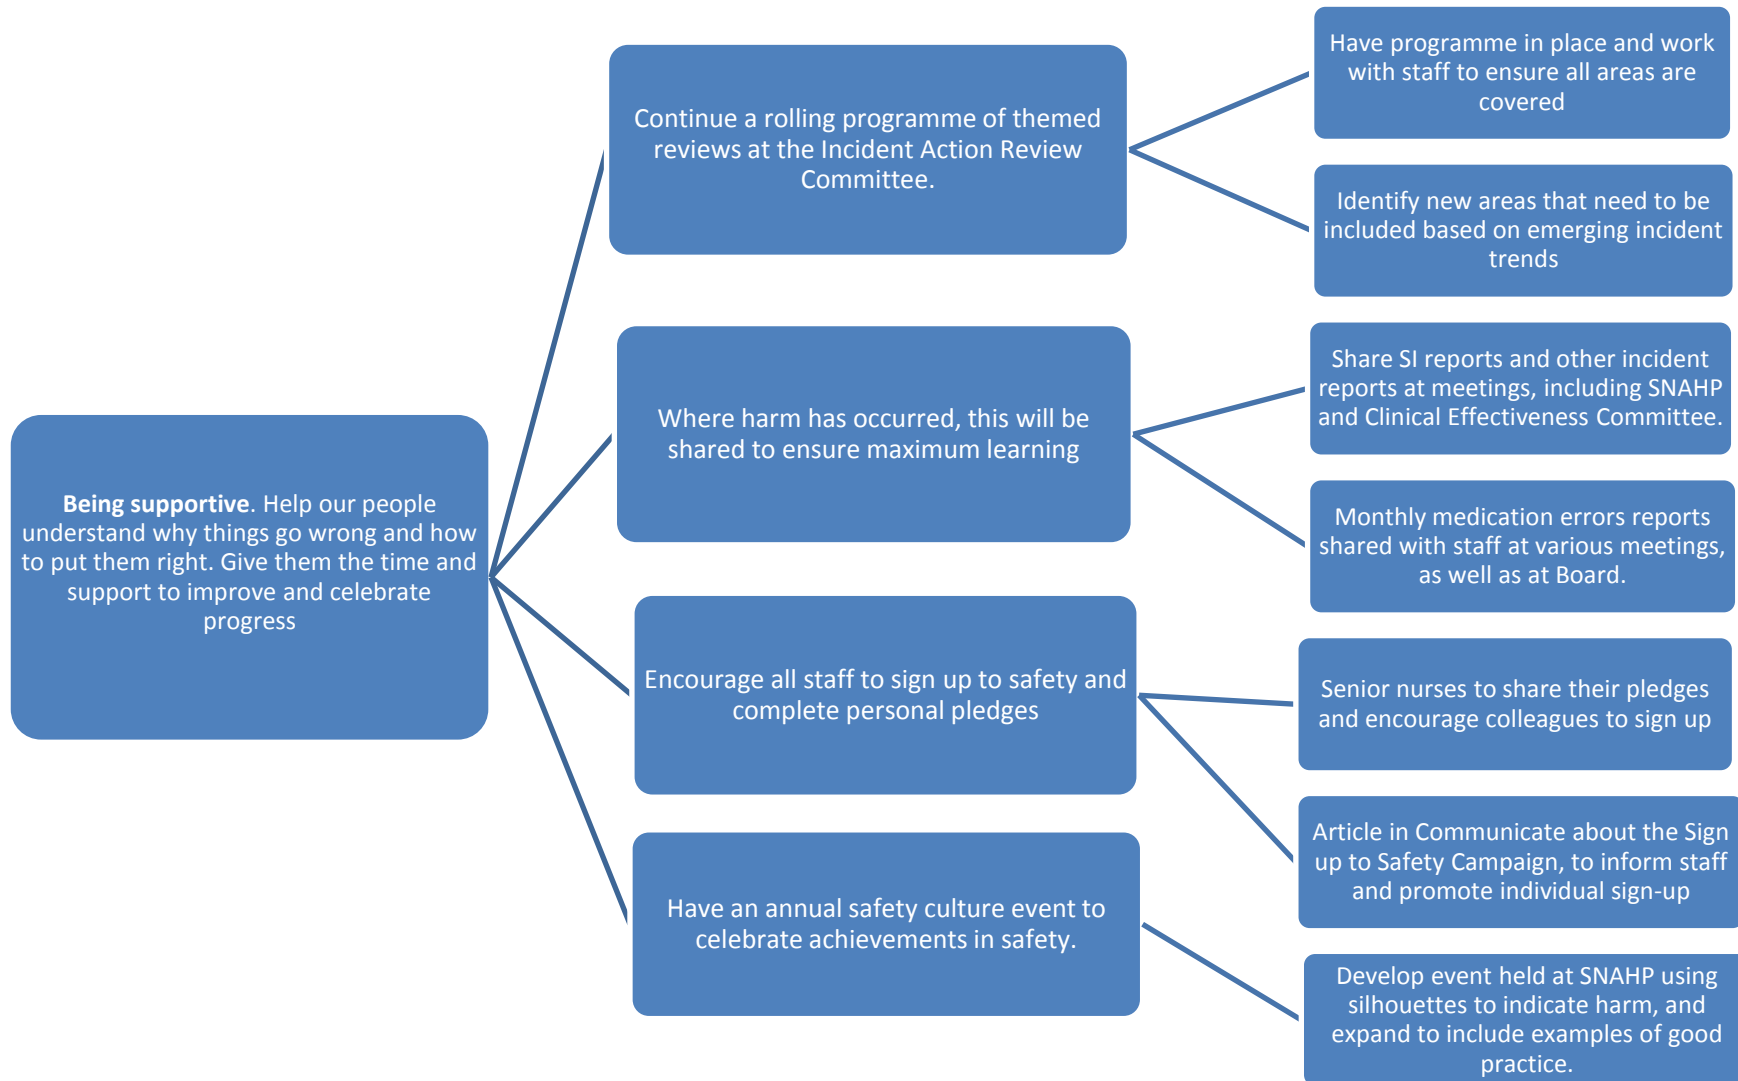 Being supportive. Help our people
understand why things go wrong and how
to put them right. Give them the time and
support to improve and celebrate
progress
Continue a rolling programme of themed
reviews at the Incident Action Review
Committee.
Have programme in place and work
with staff to ensure all areas are
covered
Identify new areas that need to be
included based on emerging incident
trends
Where harm has occurred, this will be
shared to ensure maximum learning
Share SI reports and other incident
reports at meetings, including SNAHP
and Clinical Effectiveness Committee.
Monthly medication errors reports
shared with staff at various meetings,
as well as at Board.
Encourage all staff to sign up to safety and
complete personal pledges
Senior nurses to share their pledges
and encourage colleagues to sign up
Article in Communicate about the Sign
up to Safety Campaign, to inform staff
and promote individual sign-up
Have an annual safety culture event to
celebrate achievements in safety.
Develop event held at SNAHP using
silhouettes to indicate harm, and
expand to include examples of good
practice.